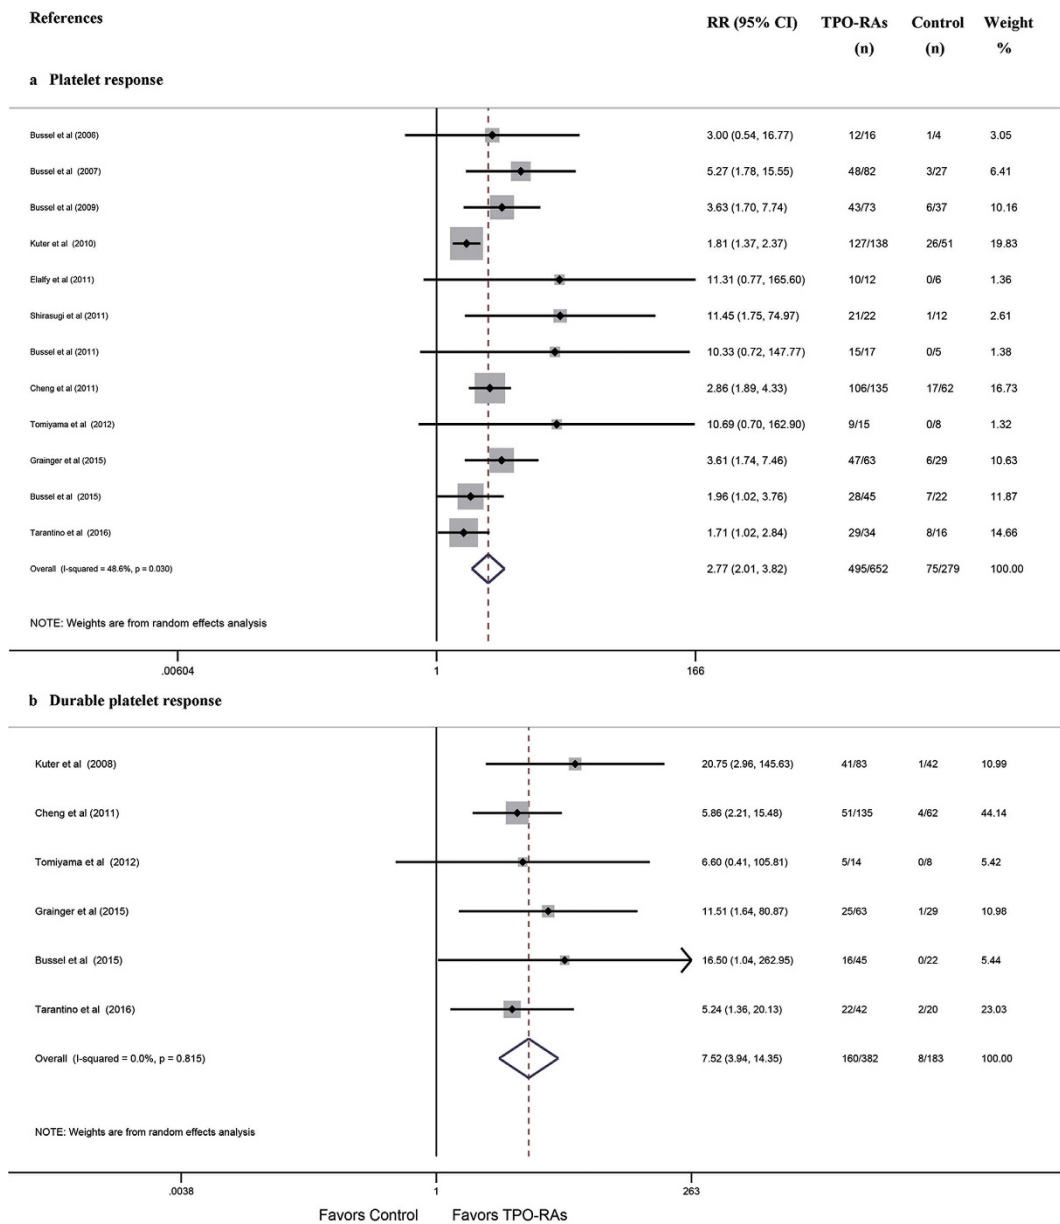 References RR (95% CI) TPO-RAs (n) Control (n) Weight %
a Platelet response
Bussel et al (2006) 3.00 (0.54, 16.77) 12/16 1/4 3.05
Bussel et al (2007) 5.27 (1.78, 15.55) 48/82 3/27 6.41
Bussel et al (2009) 3.63 (1.70, 7.74) 43/73 6/37 10.16
Kuter et al (2010) 1.81 (1.37, 2.37) 127/138 26/51 19.83
Elalfy et al (2011) 11.31 (0.77, 165.60) 10/12 0/6 1.36
Shirasugi et al (2011) 11.45 (1.75, 74.97) 21/22 1/12 2.61
Bussel et al (2011) 10.33 (0.72, 147.77) 15/17 0/5 1.38
Cheng et al (2011) 2.86 (1.89, 4.33) 106/135 17/62 16.73
Tomiyama et al (2012) 10.69 (0.70, 162.90) 9/15 0/8 1.32
Grainger et al (2015) 3.61 (1.74, 7.46) 47/63 6/29 10.63
Bussel et al (2015) 1.96 (1.02, 3.76) 28/45 7/22 11.87
Tarantino et al (2016) 1.71 (1.02, 2.84) 29/34 8/16 14.66
Overall (I-squared = 48.6%, p = 0.030) 2.77 (2.01, 3.82) 495/652 75/279 100.00
NOTE: Weights are from random effects analysis
.00604 1 166
b Durable platelet response
Kuter et al (2008) 20.75 (2.96, 145.63) 41/83 1/42 10.99
Cheng et al (2011) 5.86 (2.21, 15.48) 51/135 4/62 44.14
Tomiyama et al (2012) 6.60 (0.41, 105.81) 5/14 0/8 5.42
Grainger et al (2015) 11.51 (1.64, 80.87) 25/63 1/29 10.98
Bussel et al (2015) 16.50 (1.04, 262.95) 16/45 0/22 5.44
Tarantino et al (2016) 5.24 (1.36, 20.13) 22/42 2/20 23.03
Overall (I-squared = 0.0%, p = 0.815) 7.52 (3.94, 14.35) 160/382 8/183 100.00
NOTE: Weights are from random effects analysis
.0038 1 263
Favors Control Favors TPO-RAs